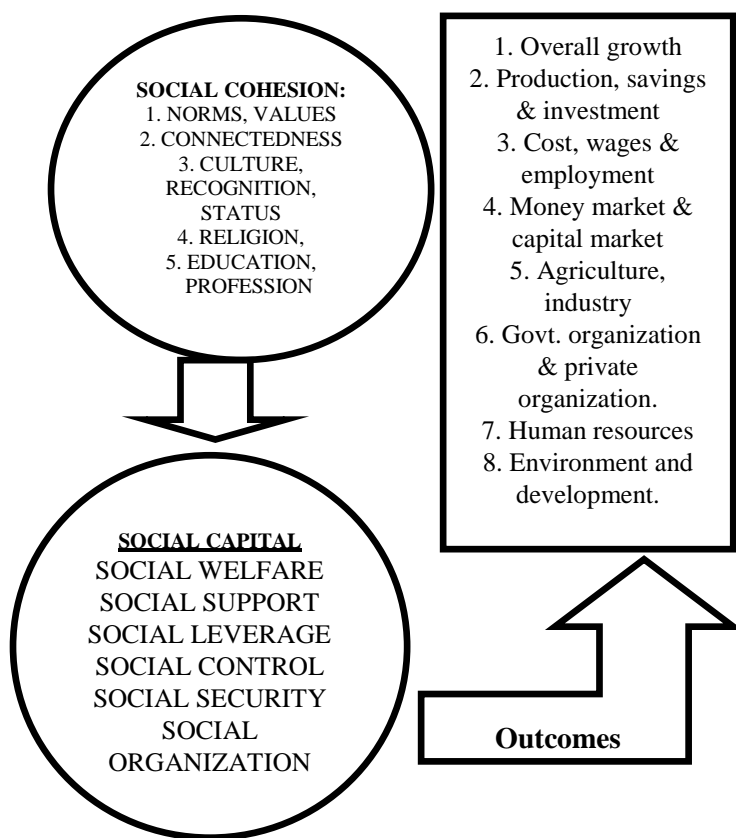 SOCIAL COHESION:
1. NORMS, VALUES
2. CONNECTEDNESS
3. CULTURE,
RECOGNITION,
STATUS
4. RELIGION,
5. EDUCATION,
PROFESSION
SOCIAL CAPITAL
SOCIAL WELFARE
SOCIAL SUPPORT
SOCIAL LEVERAGE
SOCIAL CONTROL
SOCIAL SECURITY
SOCIAL
ORGANIZATION
Outcomes
1. Overall growth
2. Production, savings
& investment
3. Cost, wages &
employment
4. Money market &
capital market
5. Agriculture,
industry
6. Govt. organization
& private
organization.
7. Human resources
8. Environment and
development.